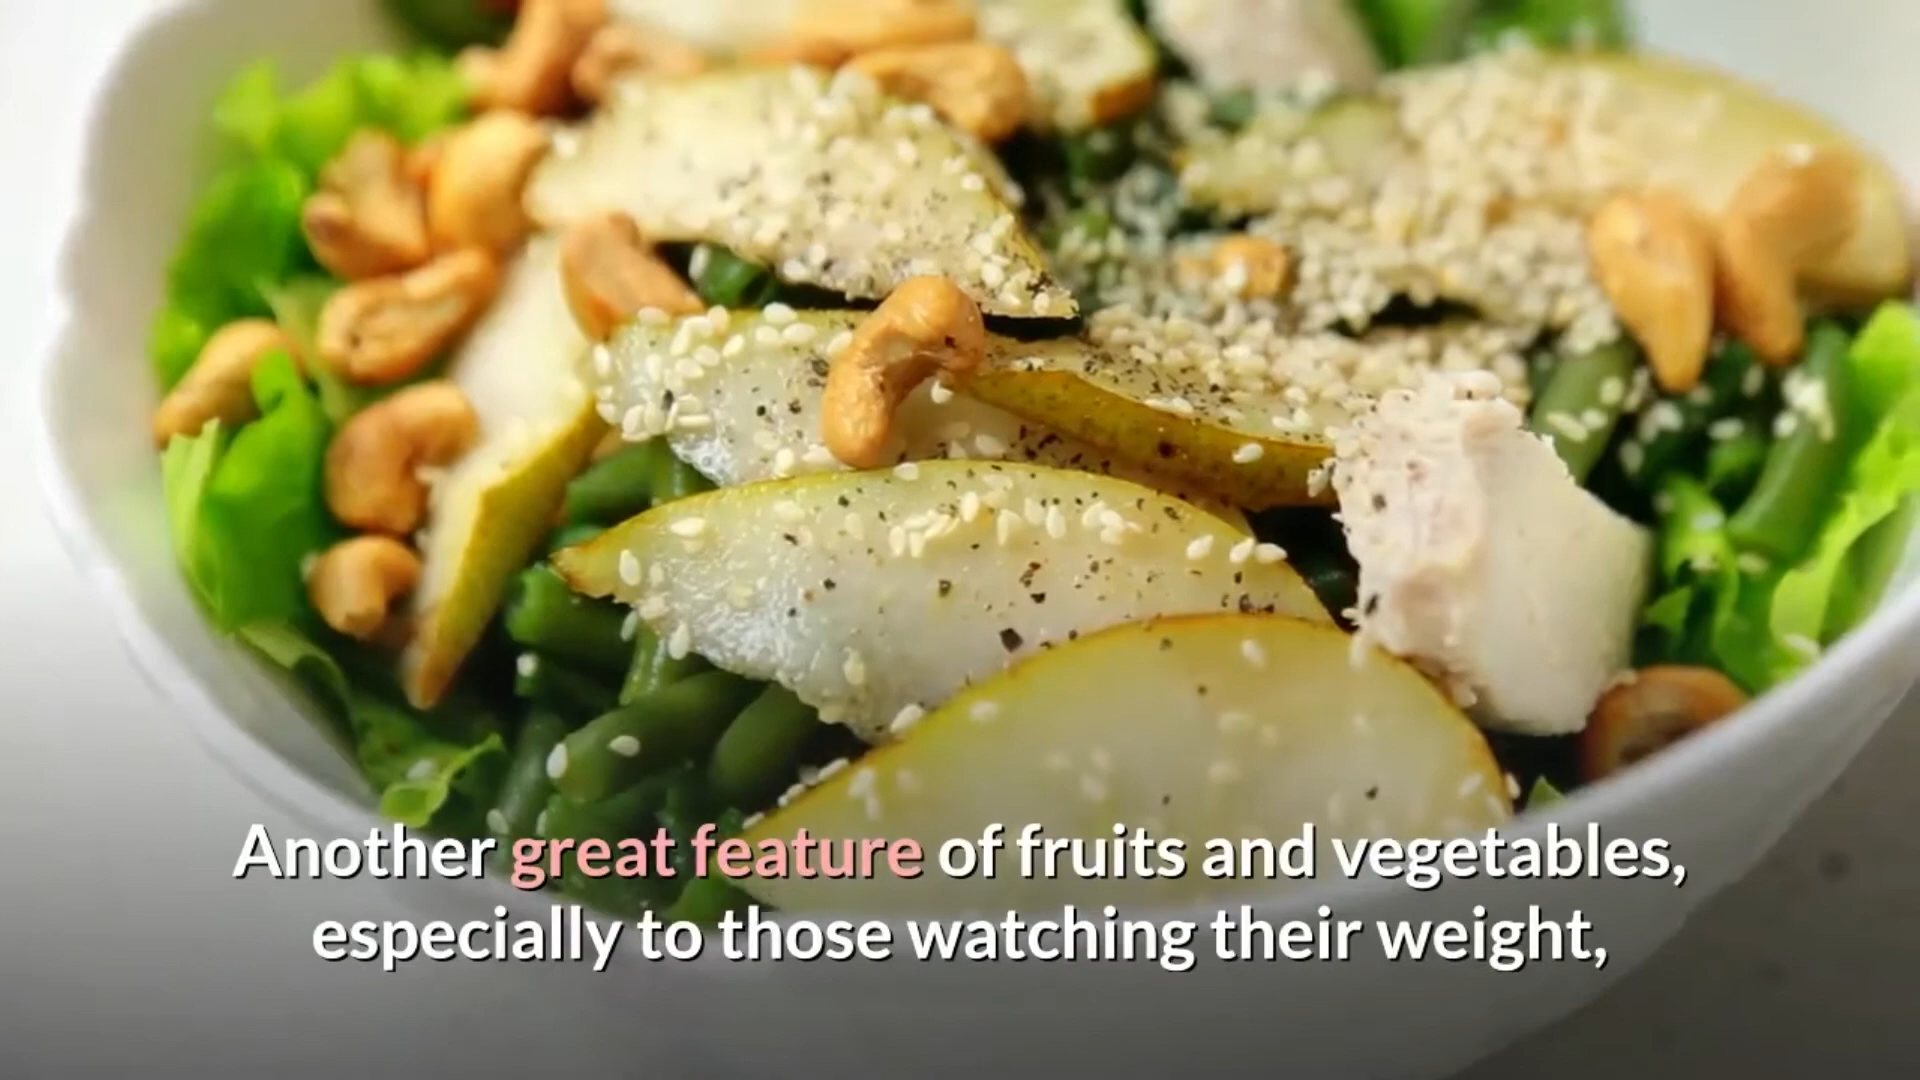 Another great feature of fruits and vegetables,
especially to those watching their weight,